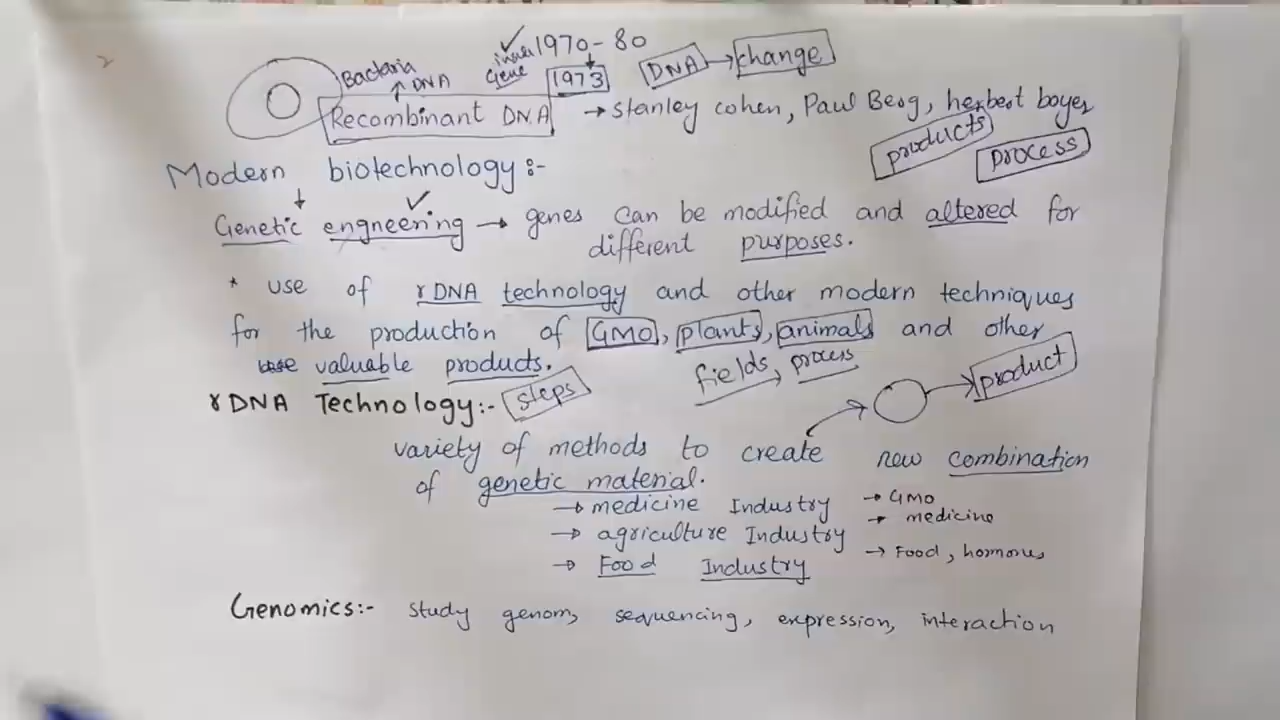 1970-80
Bacteria
DNA
Gene
1973
DNA → change
Recombinant DNA → Stanley cohen, Paul Berg, herbert boyer
products
process
Modern biotechnology:-
Genetic engneering → genes can be modified and altered for
different purposes.
* use of rDNA technology and other modern techniques
for the production of GMO, plants, animals and other
valuable products.
fields, process
product
rDNA Technology:- steps
variety of methods to create new combination
of genetic material.
→ medicine Industry → GMO
→ medicine
→ agriculture Industry
→ Food, hormones
→ Food Industry
Genomics:- study genom, sequencing, expression, interaction